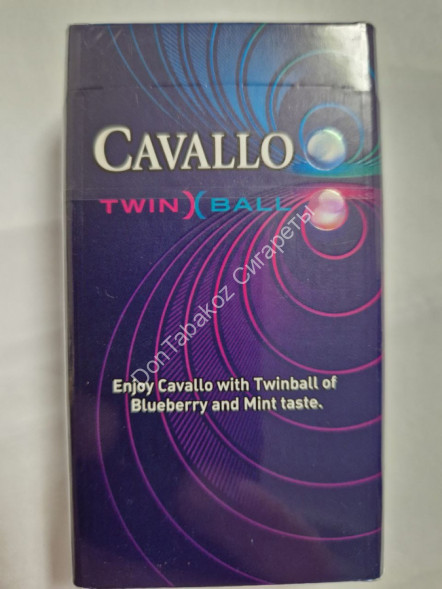 CAVALLO
TWIN)(BALL
Enjoy Cavallo with Twinball of
Blueberry and Mint taste.
DonTabakoz Сигареты